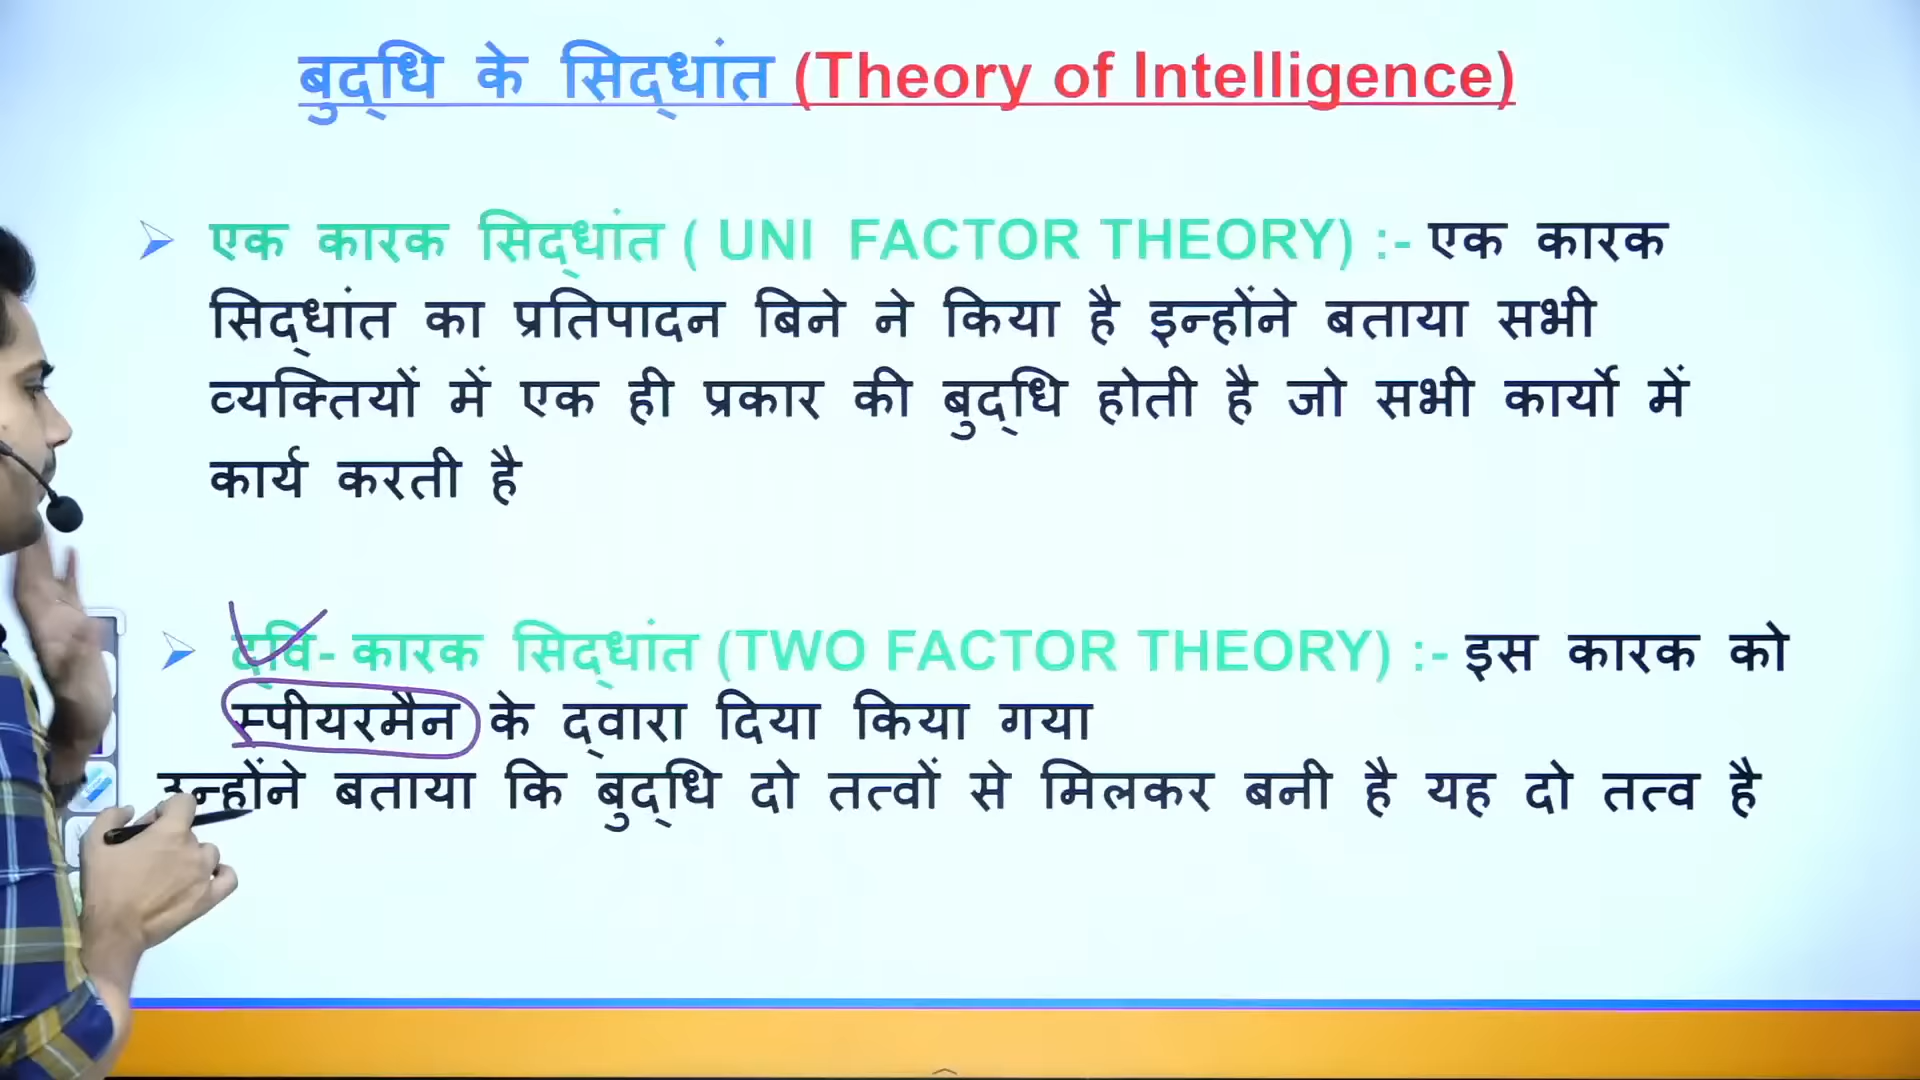 बुद्धि के सिद्धांत (Theory of Intelligence)
एक कारक सिद्धांत ( UNI FACTOR THEORY) :- एक कारक
सिद्धांत का प्रतिपादन बिने ने किया है इन्होंने बताया सभी
व्यक्तियों में एक ही प्रकार की बुद्धि होती है जो सभी कार्यो में
कार्य करती है
द्वि- कारक सिद्धांत (TWO FACTOR THEORY) :- इस कारक को
स्पीयरमैन के द्वारा दिया किया गया
उन्होंने बताया कि बुद्धि दो तत्वों से मिलकर बनी है यह दो तत्व है